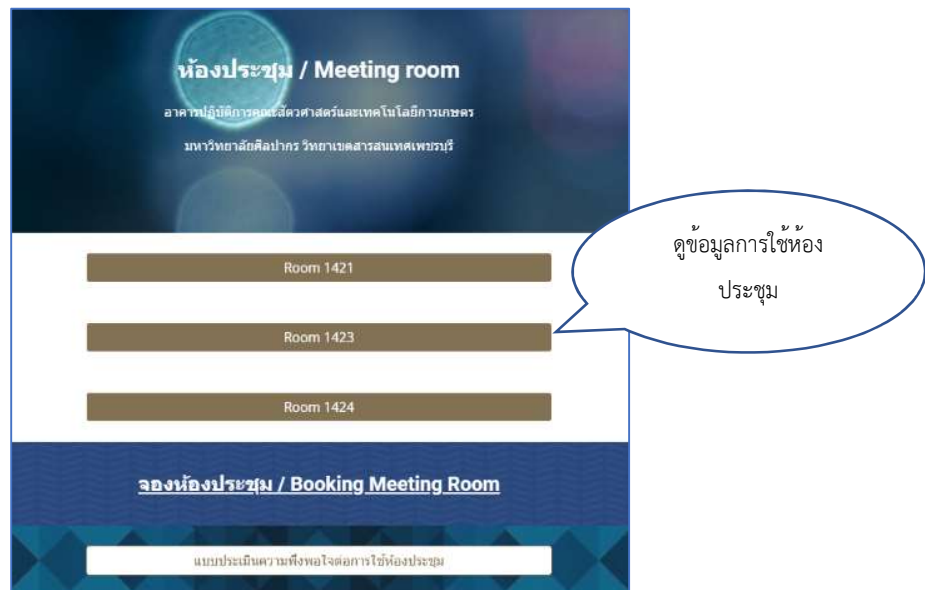 ห้องประชุม / Meeting room
อาคารปฏิบัติการคณะสัตวศาสตร์และเทคโนโลยีการเกษตร
มหาวิทยาลัยศิลปากร วิทยาเขตสารสนเทศเพชรบุรี
Room 1421
ดูข้อมูลการใช้ห้อง
ประชุม
Room 1423
Room 1424
จองห้องประชุม / Booking Meeting Room
แบบประเมินความพึงพอใจต่อการใช้ห้องประชุม